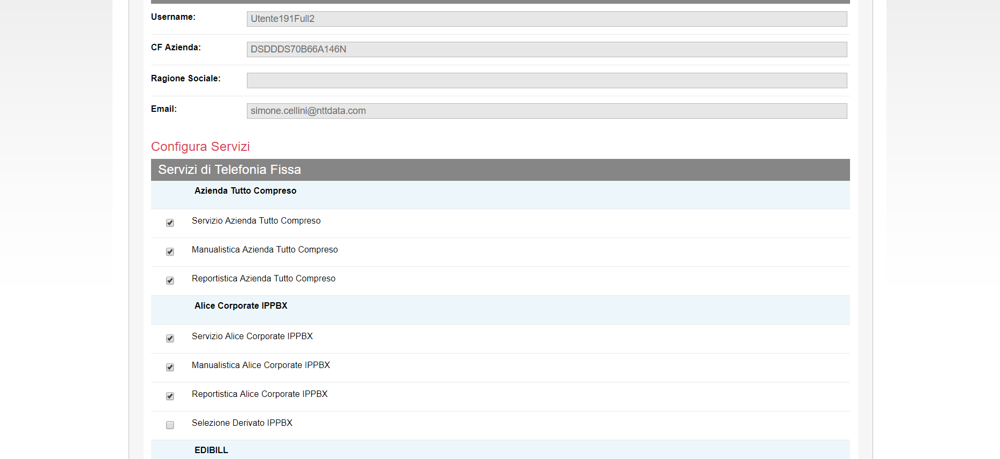 Username:
Utente191Full2
CF Azienda:
DSDDDS70B66A146N
Ragione Sociale:
Email:
simone.cellini@nttdata.com
Configura Servizi
Servizi di Telefonia Fissa
Azienda Tutto Compreso
Servizio Azienda Tutto Compreso
Manualistica Azienda Tutto Compreso
Reportistica Azienda Tutto Compreso
Alice Corporate IPPBX
Servizio Alice Corporate IPPBX
Manualistica Alice Corporate IPPBX
Reportistica Alice Corporate IPPBX
Selezione Derivato IPPBX
EDIBILL